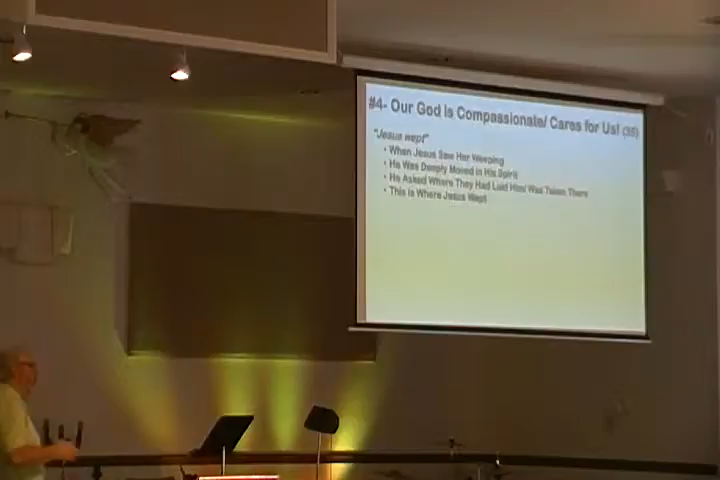 #4- Our God is Compassionate/ Cares for Us! (35)
"Jesus wept"
• When Jesus Saw Her Weeping
• He Was Deeply Moved in His Spirit
• He Asked Where They Had Laid Him/ Was Taken There
• This is Where Jesus Wept